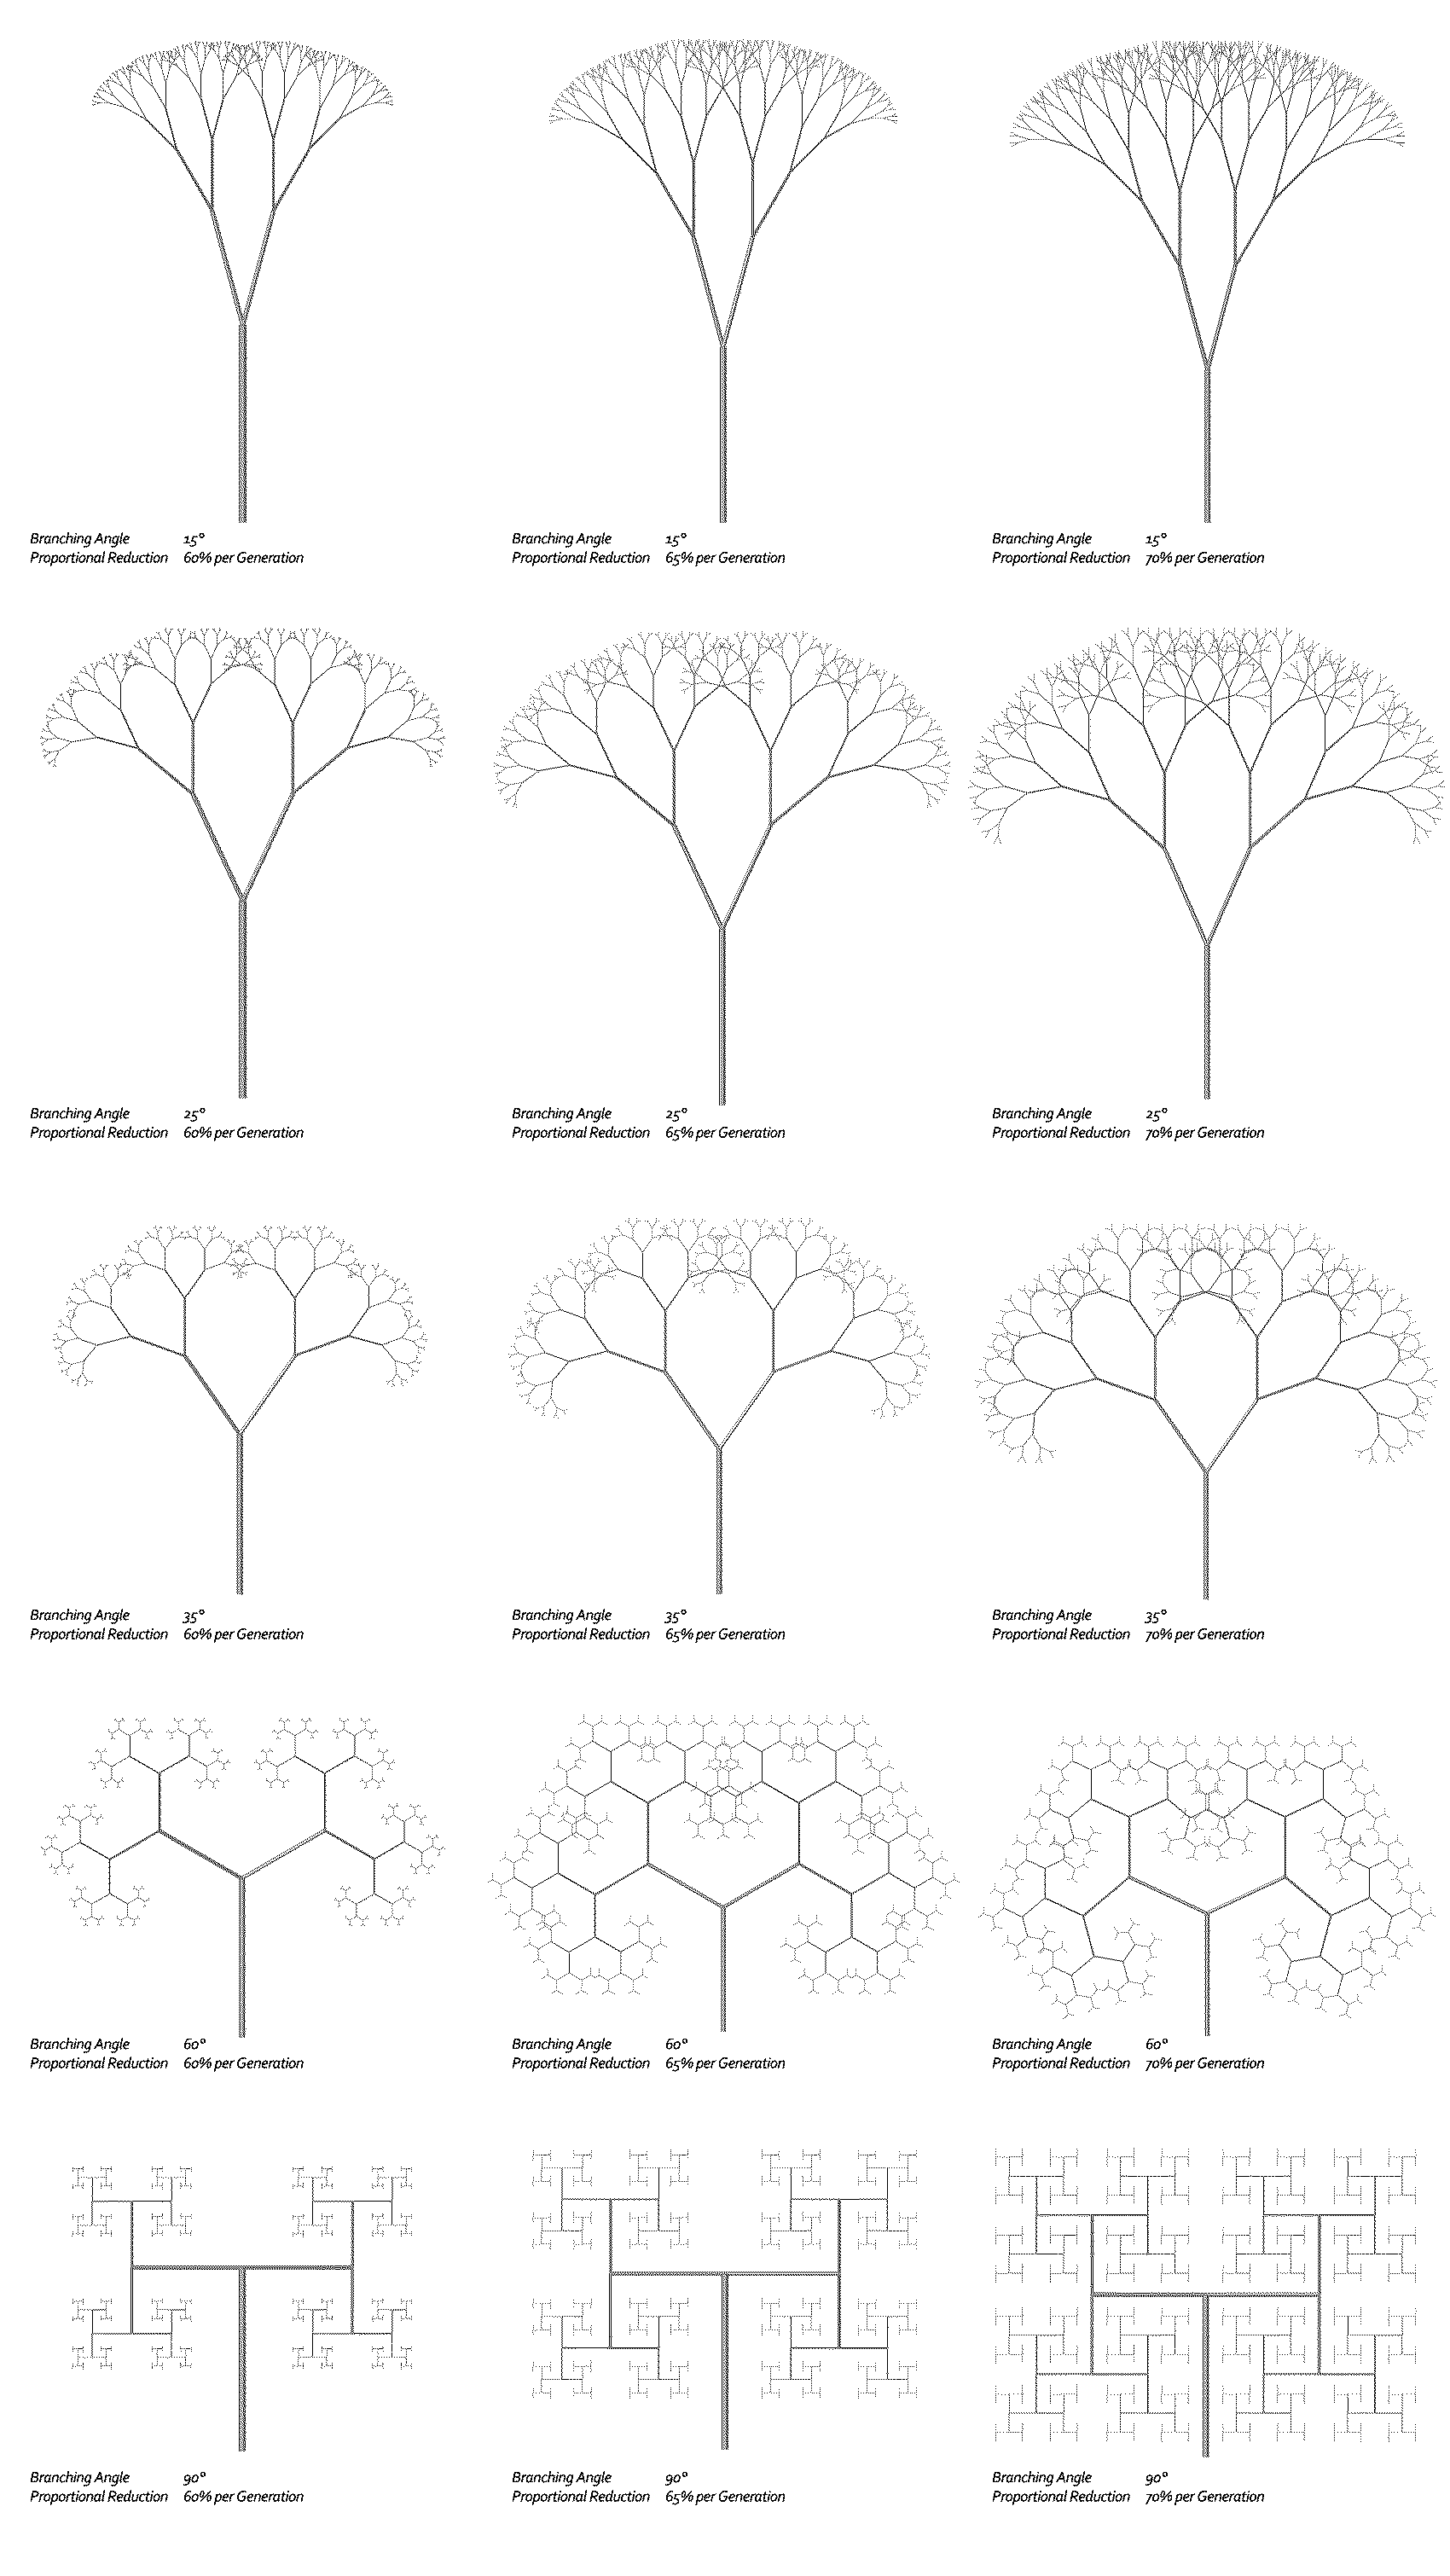 Branching Angle 15°
Proportional Reduction 60% per Generation
Branching Angle 15°
Proportional Reduction 65% per Generation
Branching Angle 15°
Proportional Reduction 70% per Generation
Branching Angle 25°
Proportional Reduction 60% per Generation
Branching Angle 25°
Proportional Reduction 65% per Generation
Branching Angle 25°
Proportional Reduction 70% per Generation
Branching Angle 35°
Proportional Reduction 60% per Generation
Branching Angle 35°
Proportional Reduction 65% per Generation
Branching Angle 35°
Proportional Reduction 70% per Generation
Branching Angle 60°
Proportional Reduction 60% per Generation
Branching Angle 60°
Proportional Reduction 65% per Generation
Branching Angle 60°
Proportional Reduction 70% per Generation
Branching Angle 90°
Proportional Reduction 60% per Generation
Branching Angle 90°
Proportional Reduction 65% per Generation
Branching Angle 90°
Proportional Reduction 70% per Generation